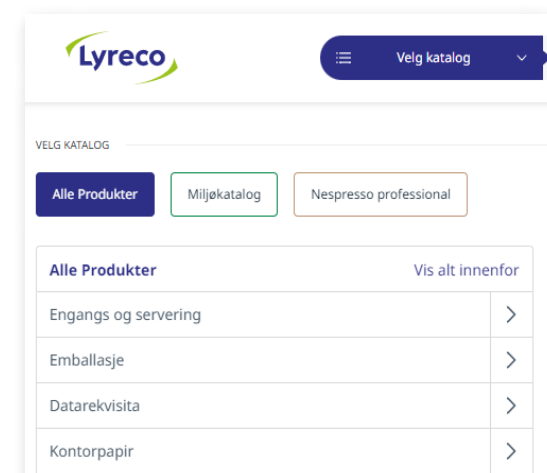 Lyreco
Velg katalog
VELG KATALOG
Alle Produkter
Miljøkatalog
Nespresso professional
Alle Produkter
Vis alt innenfor
Engangs og servering
Emballasje
Datarekvisita
Kontorpapir